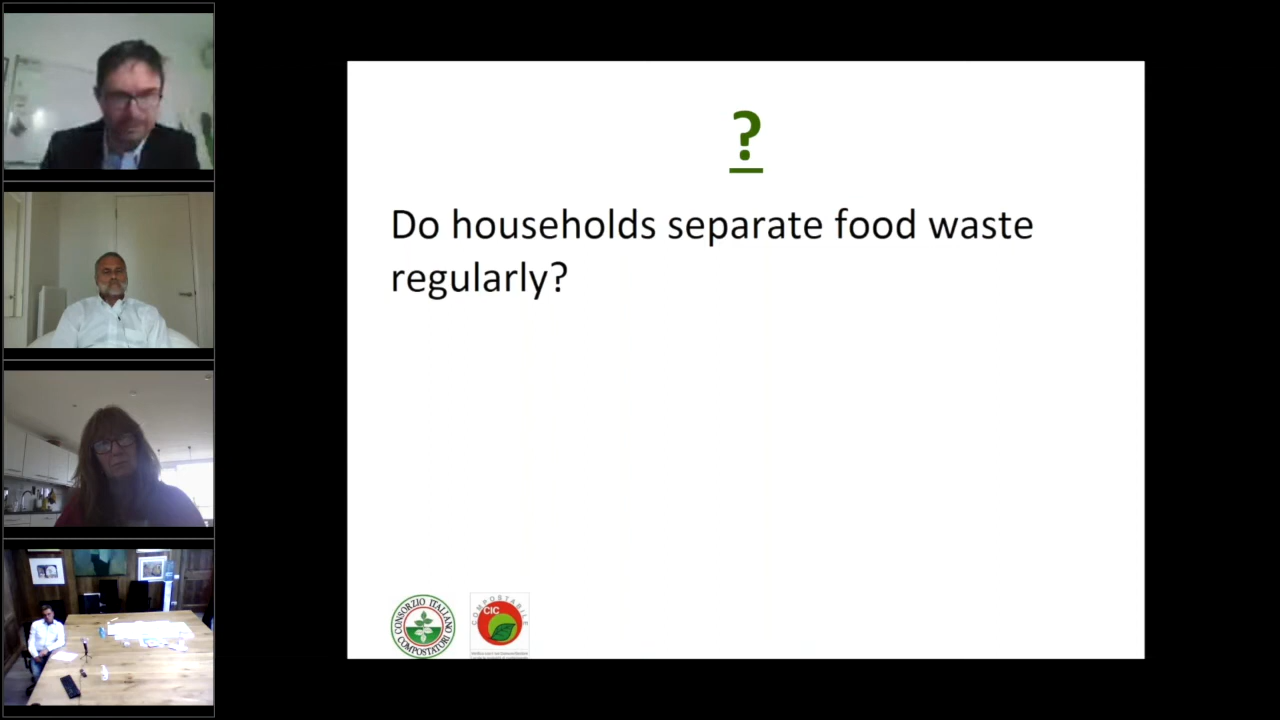 ?
Do households separate food waste
regularly?
CONSORZIO ITALIANO
COMPOSTATORI
COMPOSTABILE
CIC